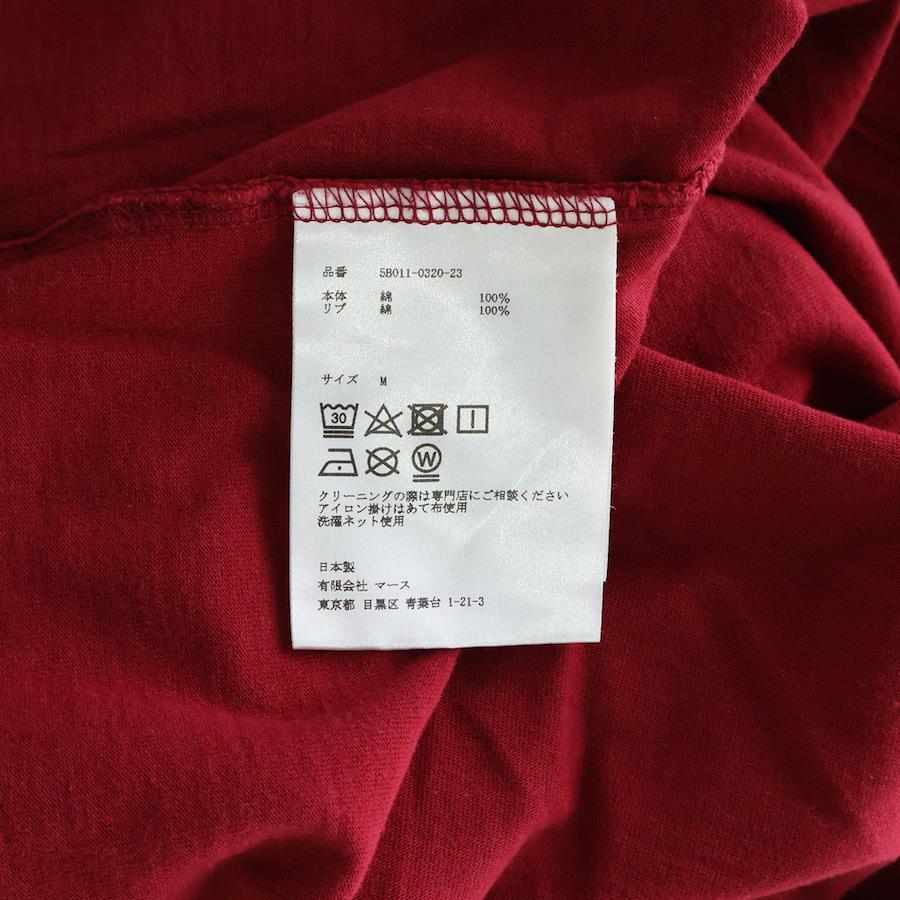 品番 5B011-0320-23
本体 綿 100%
リブ 綿 100%
サイズ M
30
W
クリーニングの際は専門店にご相談ください
アイロン掛けはあて布使用
洗濯ネット使用
日本製
有限会社 マース
東京都 目黒区 青葉台 1-21-3